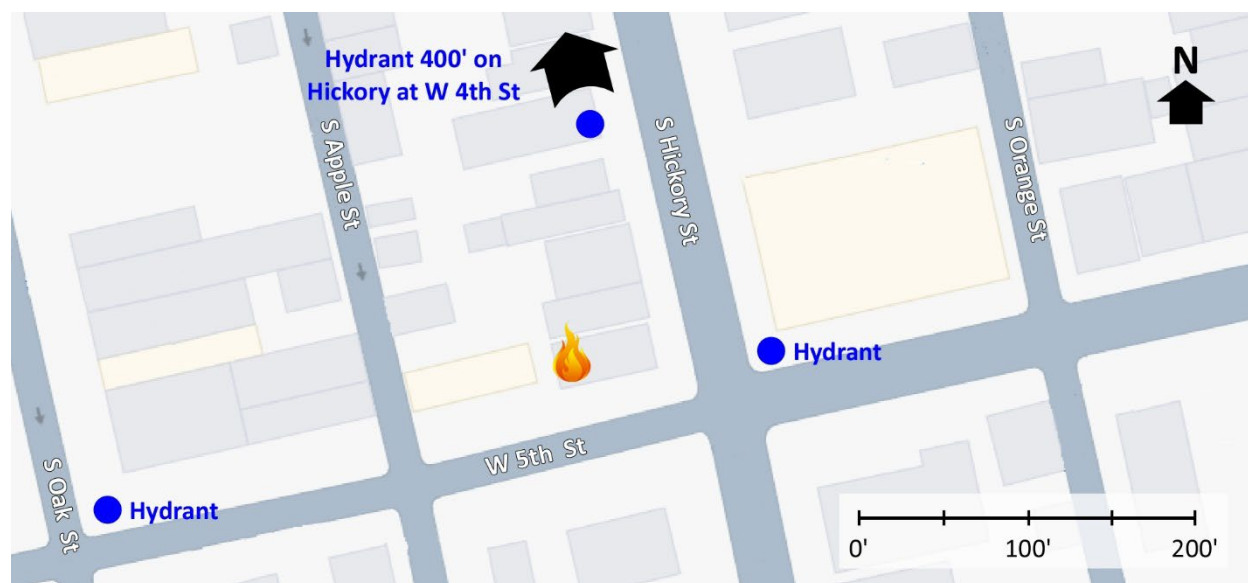 Hydrant 400' on
Hickory at W 4th St
N
S Apple St
S Hickory St
S Orange St
Hydrant
W 5th St
S Oak St
Hydrant
0'
100'
200'